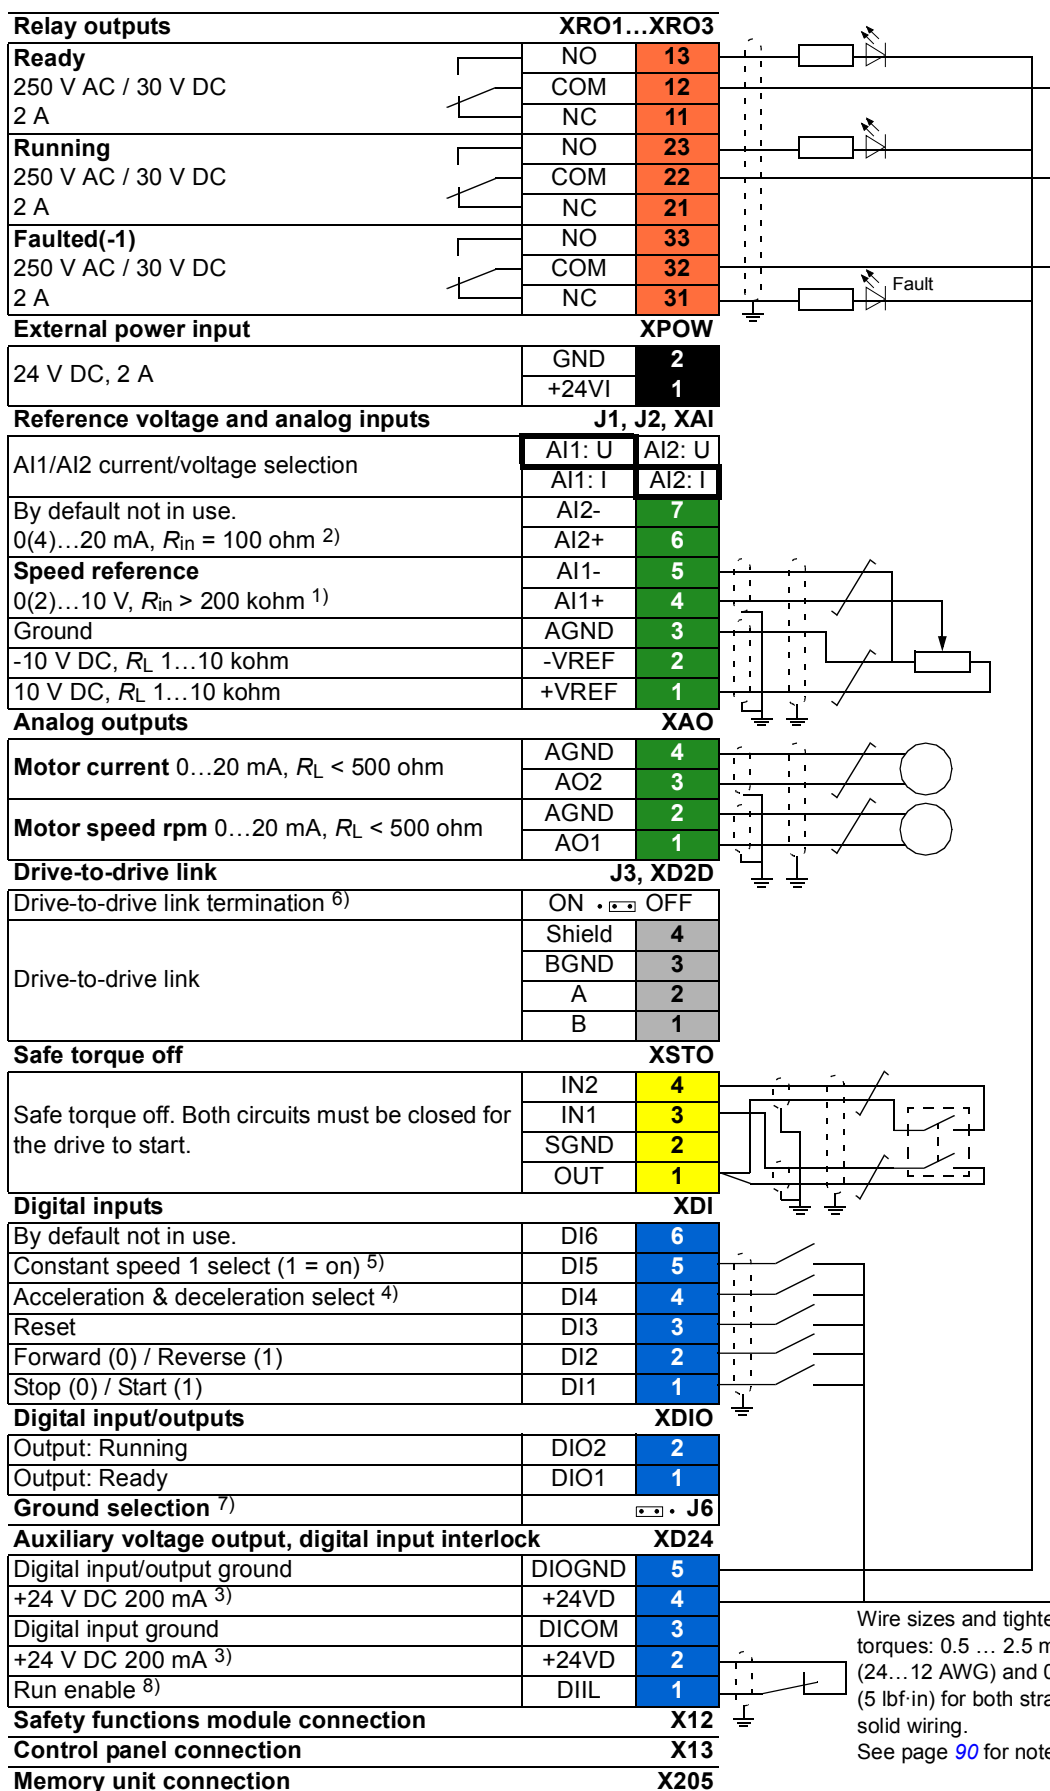 Relay outputs XRO1…XRO3
Ready NO 13
250 V AC / 30 V DC COM 12
2 A NC 11
Running NO 23
250 V AC / 30 V DC COM 22
2 A NC 21
Faulted(-1) NO 33
250 V AC / 30 V DC COM 32
Fault
2 A NC 31
External power input XPOW
24 V DC, 2 A GND 2
+24VI 1
Reference voltage and analog inputs J1, J2, XAI
AI1/AI2 current/voltage selection AI1: U AI2: U
AI1: I AI2: I
By default not in use. AI2- 7
0(4)…20 mA, Rin = 100 ohm 2) AI2+ 6
Speed reference AI1- 5
0(2)…10 V, Rin > 200 kohm 1) AI1+ 4
Ground AGND 3
-10 V DC, RL 1…10 kohm -VREF 2
10 V DC, RL 1…10 kohm +VREF 1
Analog outputs XAO
Motor current 0…20 mA, RL < 500 ohm AGND 4
AO2 3
Motor speed rpm 0…20 mA, RL < 500 ohm AGND 2
AO1 1
Drive-to-drive link J3, XD2D
Drive-to-drive link termination 6) ON OFF
Drive-to-drive link Shield 4
BGND 3
A 2
B 1
Safe torque off XSTO
Safe torque off. Both circuits must be closed for
the drive to start.
IN2 4
IN1 3
SGND 2
OUT 1
Digital inputs XDI
By default not in use. DI6 6
Constant speed 1 select (1 = on) 5) DI5 5
Acceleration & deceleration select 4) DI4 4
Reset DI3 3
Forward (0) / Reverse (1) DI2 2
Stop (0) / Start (1) DI1 1
Digital input/outputs XDIO
Output: Running DIO2 2
Output: Ready DIO1 1
Ground selection 7) J6
Auxiliary voltage output, digital input interlock XD24
Digital input/output ground DIOGND 5
+24 V DC 200 mA 3) +24VD 4
Digital input ground DICOM 3
+24 V DC 200 mA 3) +24VD 2
Run enable 8) DIIL 1
Safety functions module connection X12
Control panel connection X13
Memory unit connection X205
Wire sizes and tighte
torques: 0.5 … 2.5 m
(24…12 AWG) and 0
(5 lbf·in) for both stra
solid wiring.
See page 90 for note